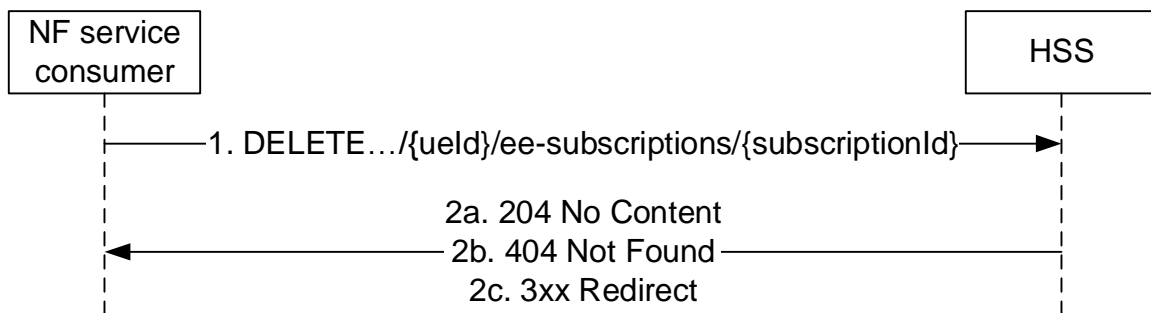 NF service
consumer
HSS
1. DELETE…/{ueId}/ee-subscriptions/{subscriptionId}
2a. 204 No Content
2b. 404 Not Found
2c. 3xx Redirect